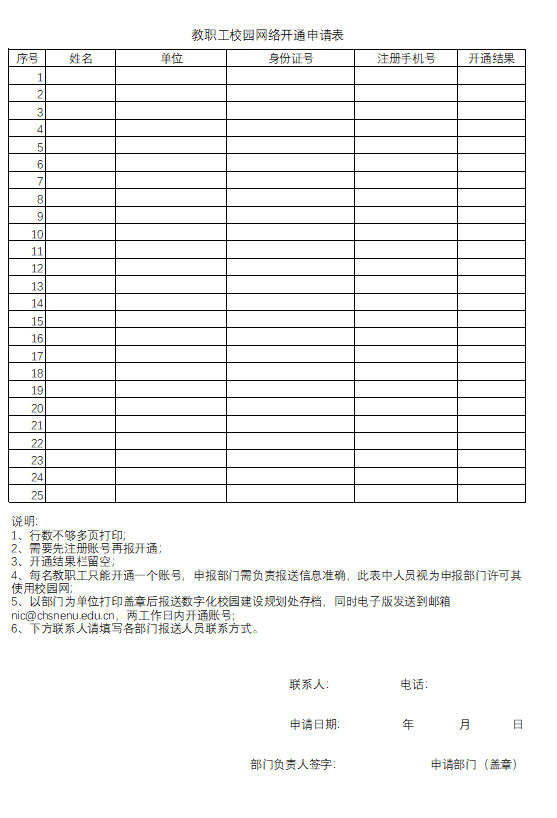 教职工校园网络开通申请表
序号 姓名 单位 身份证号 注册手机号 开通结果
1
2
3
4
5
6
7
8
9
10
11
12
13
14
15
16
17
18
19
20
21
22
23
24
25
说明:
1、行数不够多页打印;
2、需要先注册账号再报开通;
3、开通结果栏留空;
4、每名教职工只能开通一个账号，申报部门需负责报送信息准确，此表中人员视为申报部门许可其
使用校园网;
5、以部门为单位打印盖章后报送数字化校园建设规划处存档，同时电子版发送到邮箱
nic@chsnenu.edu.cn，两工作日内开通账号;
6、下方联系人请填写各部门报送人员联系方式。
联系人: 电话:
申请日期: 年 月 日
部门负责人签字: 申请部门（盖章）